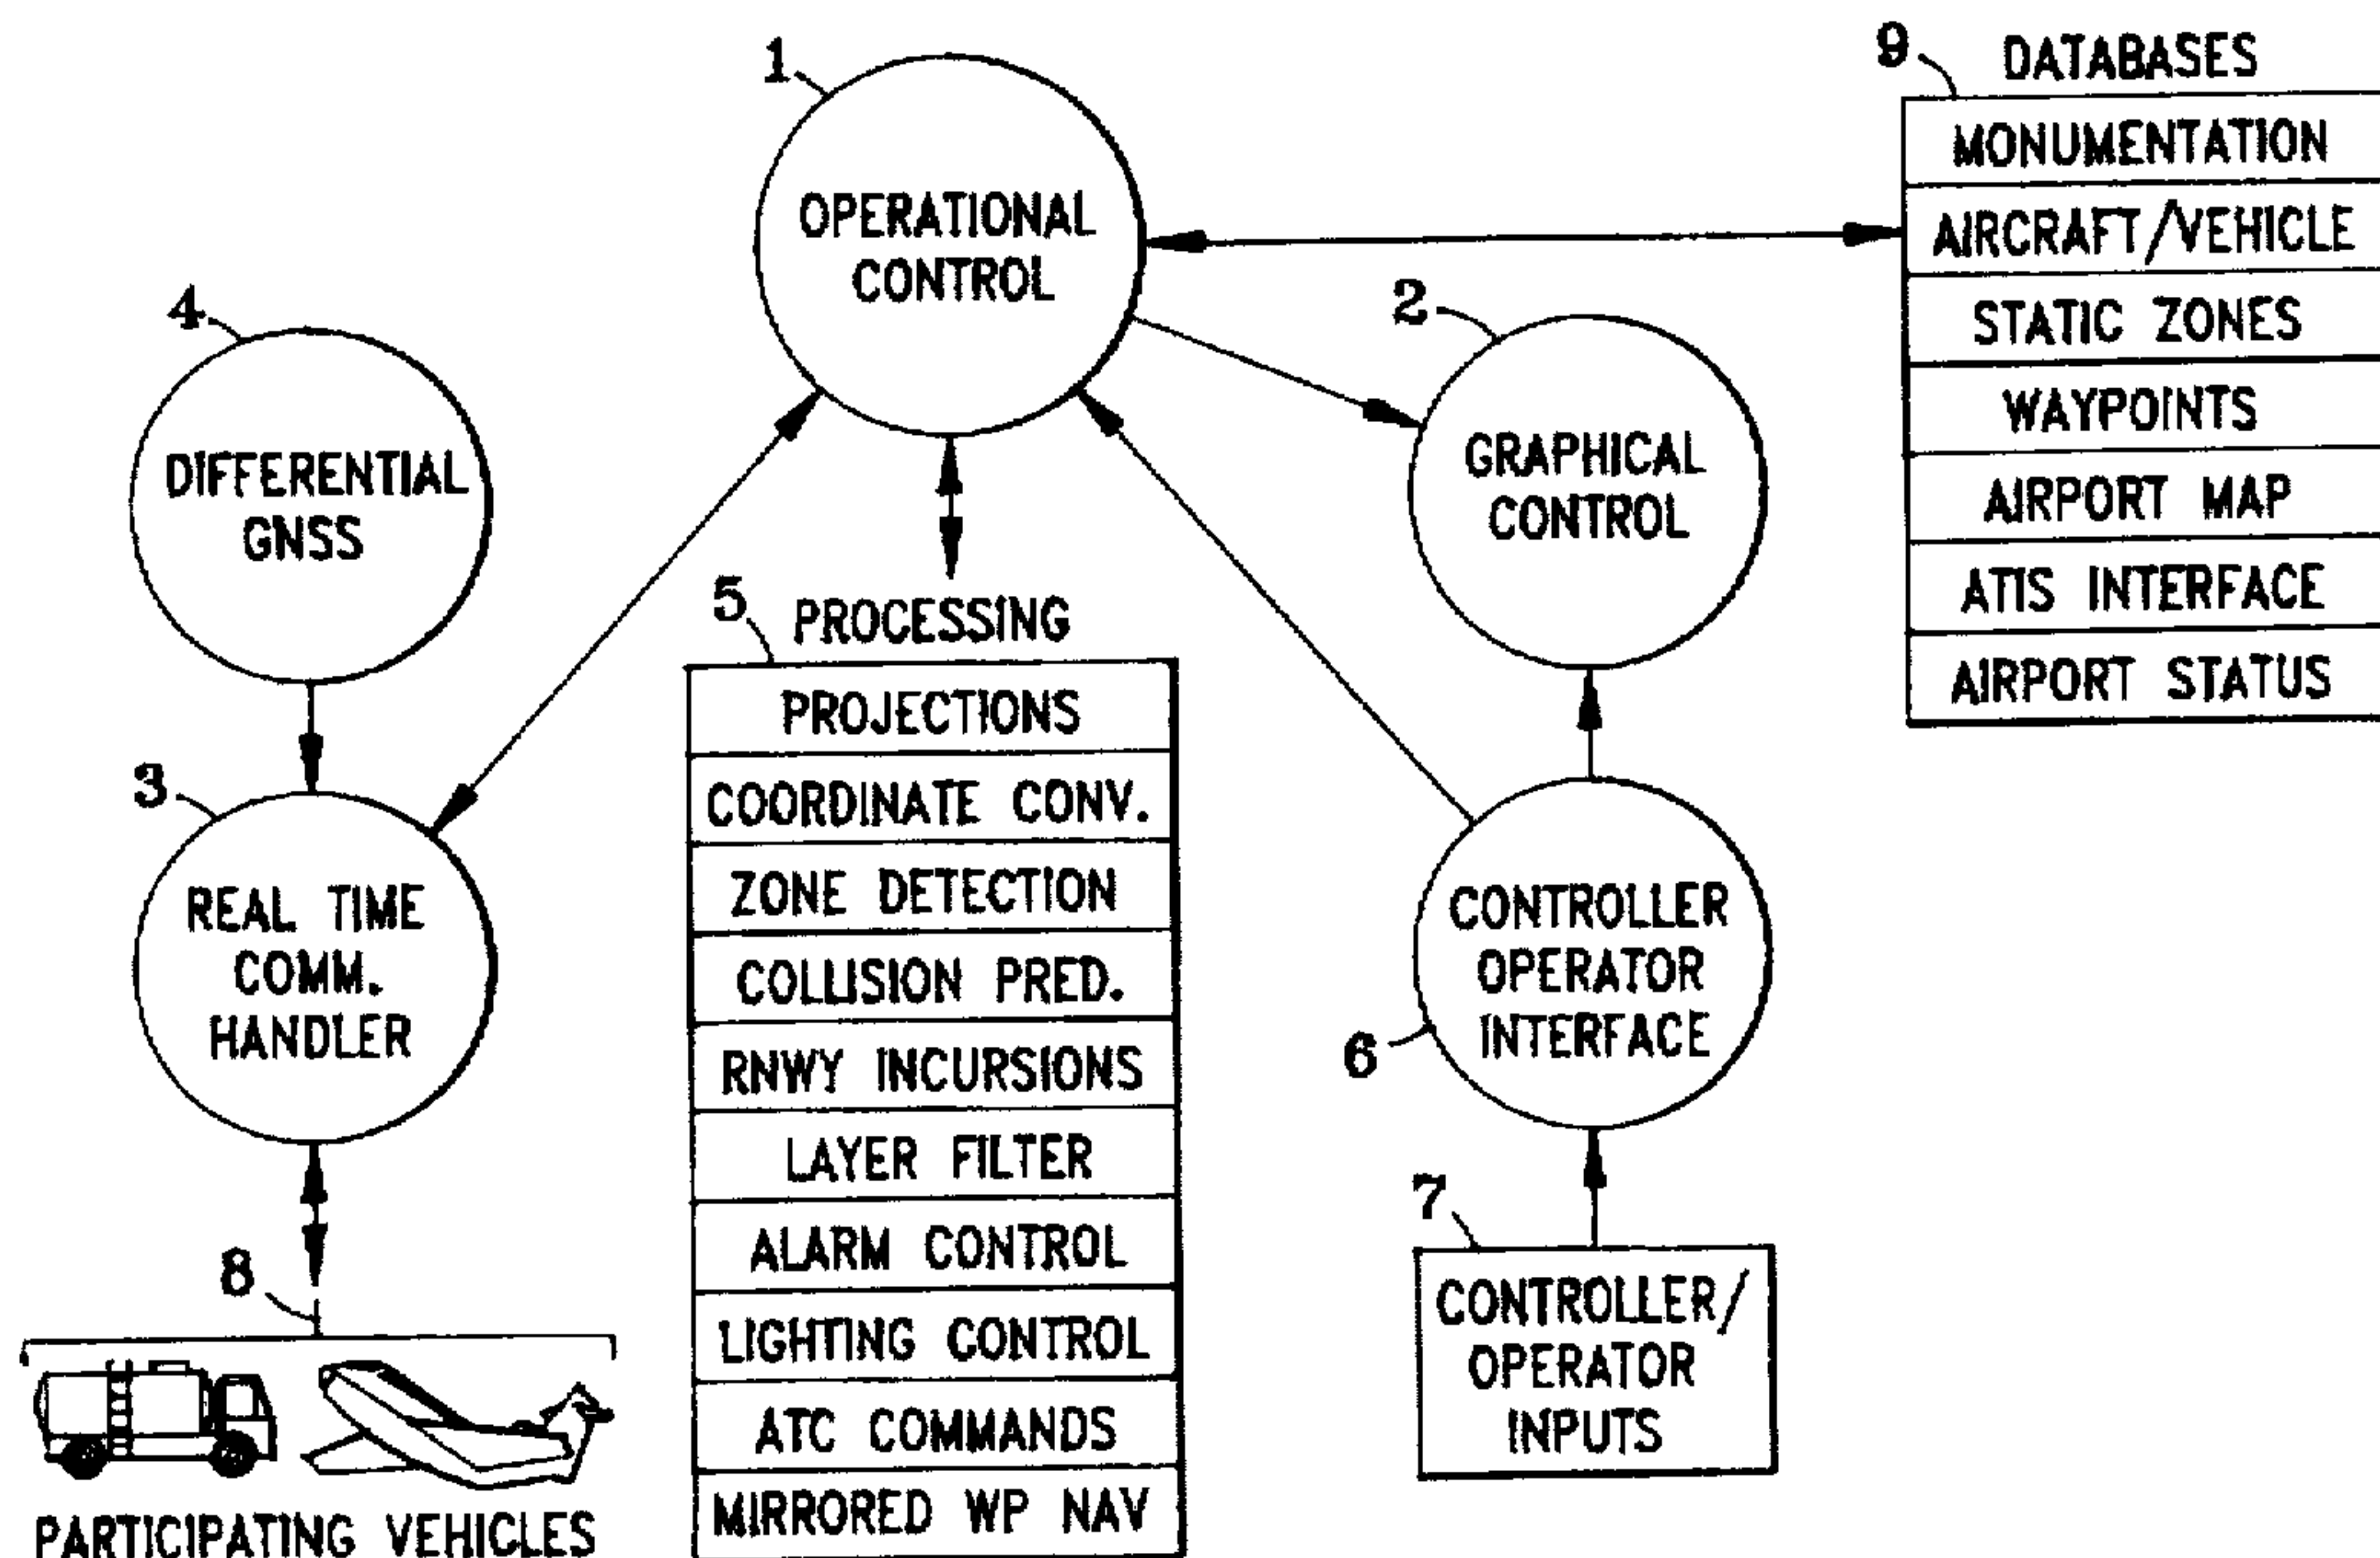 1
OPERATIONAL
CONTROL
9
DATABASES
MONUMENTATION
AIRCRAFT/VEHICLE
STATIC ZONES
WAYPOINTS
AIRPORT MAP
ATIS INTERFACE
AIRPORT STATUS
2
GRAPHICAL
CONTROL
4
DIFFERENTIAL
GNSS
3
REAL TIME
COMM.
HANDLER
5
PROCESSING
PROJECTIONS
COORDINATE CONV.
ZONE DETECTION
COLLISION PRED.
RNWY INCURSIONS
LAYER FILTER
ALARM CONTROL
LIGHTING CONTROL
ATC COMMANDS
MIRRORED WP NAV
6
CONTROLLER
OPERATOR
INTERFACE
7
CONTROLLER/
OPERATOR
INPUTS
8
PARTICIPATING VEHICLES